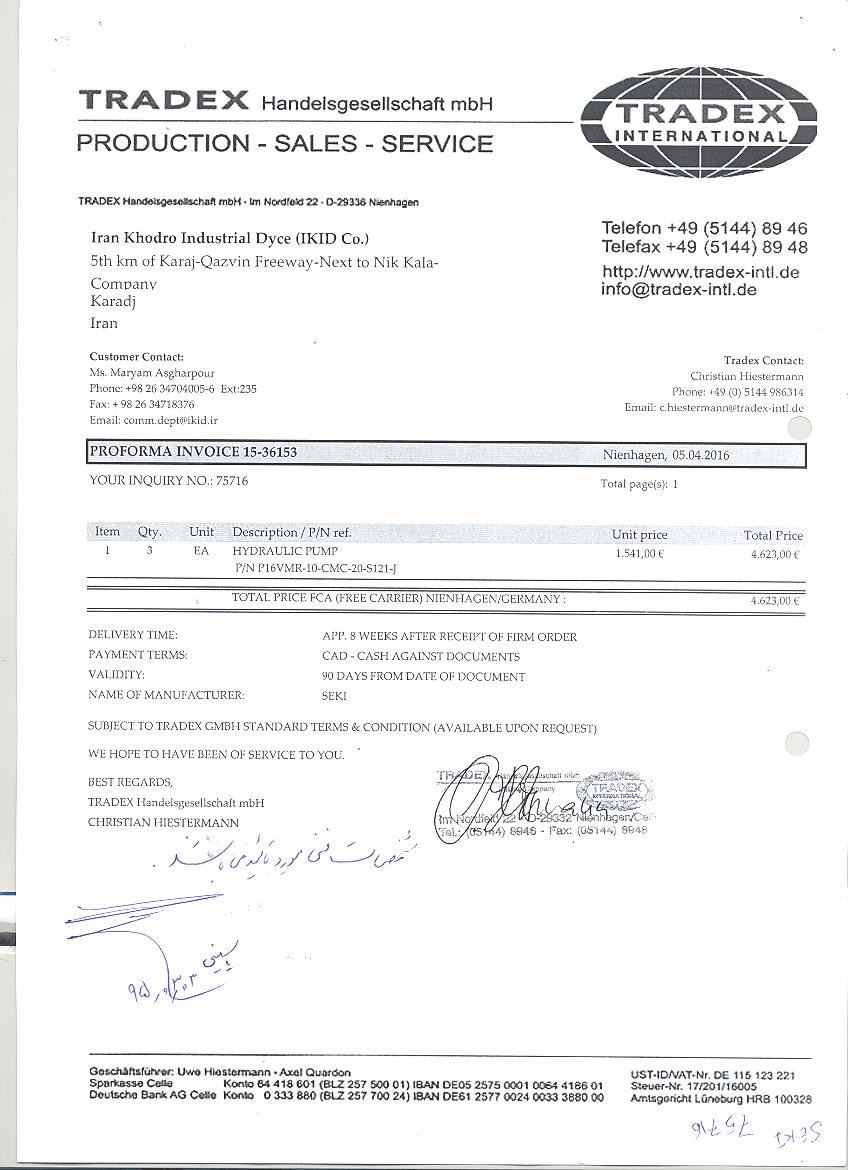 TRADEX Handelsgesellschaft mbH
PRODUCTION - SALES - SERVICE
TRADEX
INTERNATIONAL
TRADEX Handelsgesellschaft mbH · Im Nordfeld 22 · D-29336 Nienhagen
Iran Khodro Industrial Dyce (IKID Co.)
5th km of Karaj-Qazvin Freeway-Next to Nik Kala-
Company
Karadj
Iran
Telefon +49 (5144) 89 46
Telefax +49 (5144) 89 48
http://www.tradex-intl.de
info@tradex-intl.de
Customer Contact:
Ms. Maryam Asgharpour
Phone: +98 26 34704005-6 Ext:235
Fax: + 98 26 34718376
Email: comm.dept@ikid.ir
Tradex Contact:
Christian Hiestermann
Phone: +49 (0) 5144 986314
Email: c.hiestermann@tradex-intl.de
PROFORMA INVOICE 15-36153 Nienhagen, 05.04.2016
YOUR INQUIRY NO.: 75716 Total page(s): 1
Item Qty. Unit Description / P/N ref. Unit price Total Price
1 3 EA HYDRAULIC PUMP 1.541,00 € 4.623,00 €
P/N P16VMR-10-CMC-20-S121-J
TOTAL PRICE FCA (FREE CARRIER) NIENHAGEN/GERMANY : 4.623,00 €
DELIVERY TIME: APP. 8 WEEKS AFTER RECEIPT OF FIRM ORDER
PAYMENT TERMS: CAD - CASH AGAINST DOCUMENTS
VALIDITY: 90 DAYS FROM DATE OF DOCUMENT
NAME OF MANUFACTURER: SEKI
SUBJECT TO TRADEX GMBH STANDARD TERMS & CONDITION (AVAILABLE UPON REQUEST)
WE HOPE TO HAVE BEEN OF SERVICE TO YOU.
BEST REGARDS,
TRADEX Handelsgesellschaft mbH
CHRISTIAN HIESTERMANN
TRADEX Handelsgesellschaft mbH
TRADEX
INTERNATIONAL
Im Nordfeld 22 D-29332 Nienhagen/Cell
Tel.: (05144) 8946 - Fax: (05144) 8948
مشخصات فنی مورد تائید می باشد .
۹۵,۰۳,۰۳
Geschäftsführer: Uwe Hiestermann · Axel Quardon
Sparkasse Celle Konto 64 418 601 (BLZ 257 500 01) IBAN DE05 2575 0001 0064 4186 01
Deutsche Bank AG Celle Konto 0 333 880 (BLZ 257 700 24) IBAN DE61 2577 0024 0033 3880 00
UST-ID/VAT-Nr. DE 115 123 221
Steuer-Nr. 17/201/16005
Amtsgericht Lüneburg HRB 100328
75716 SEKI